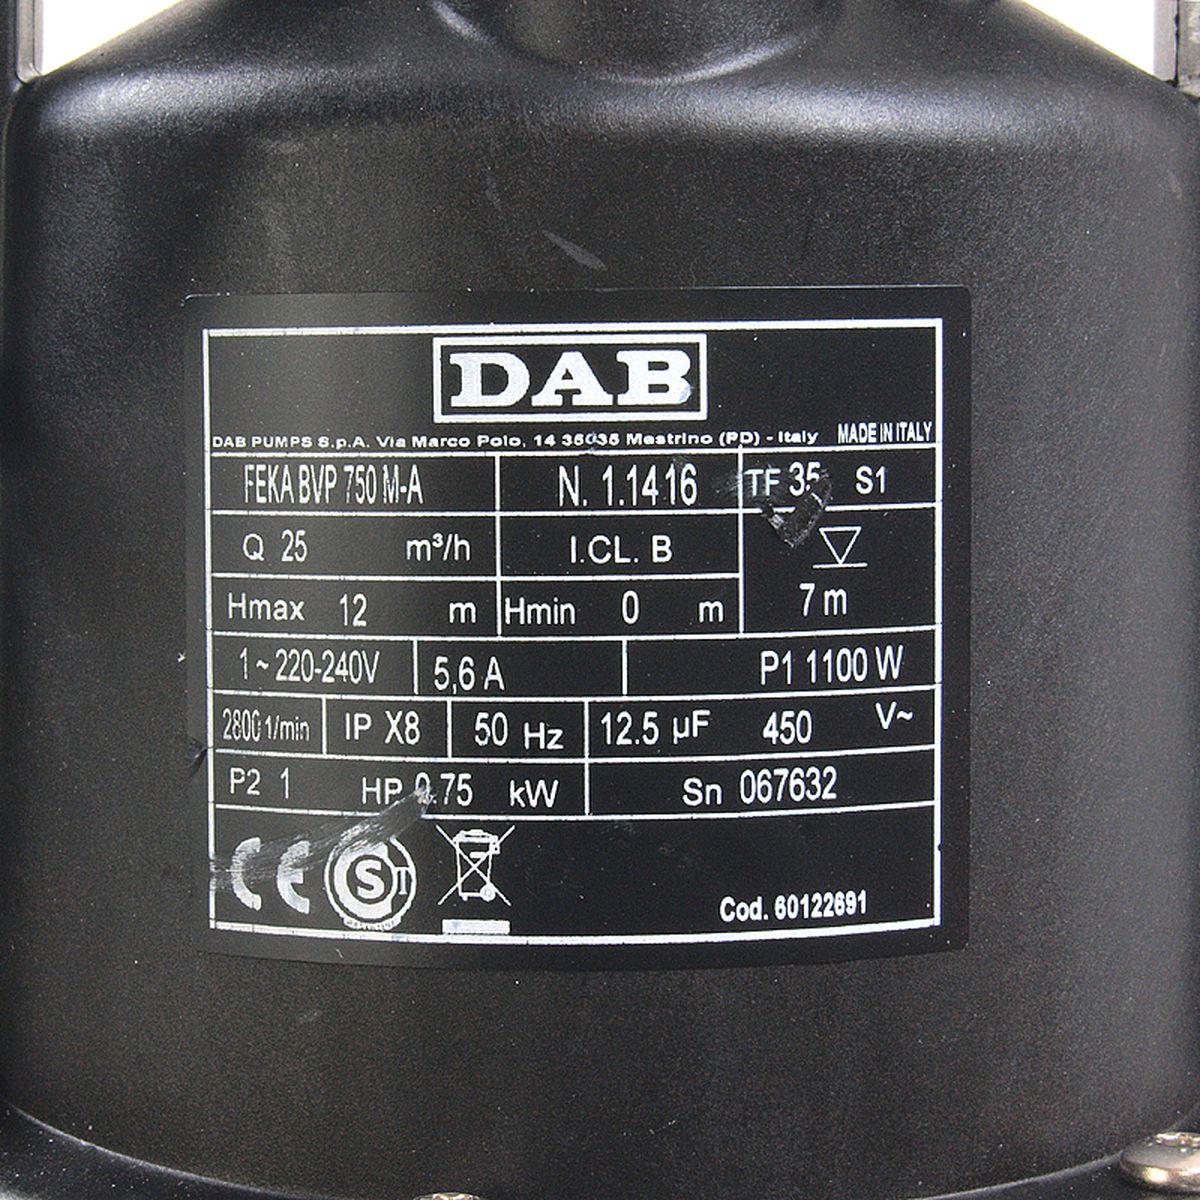 DAB
DAB PUMPS S.p.A. Via Marco Polo, 14 35035 Mestrino (PD) - Italy MADE IN ITALY
FEKA BVP 750 M-A N. 1.1416 TF 35 S1
Q 25 m³/h I.CL. B
7 m
Hmax 12 m Hmin 0 m
1 ~ 220-240V 5,6 A P1 1100 W
2800 1/min IP X8 50 Hz 12.5 µF 450 V~
P2 1 HP 0.75 kW Sn 067632
CE S T
Cod. 60122691